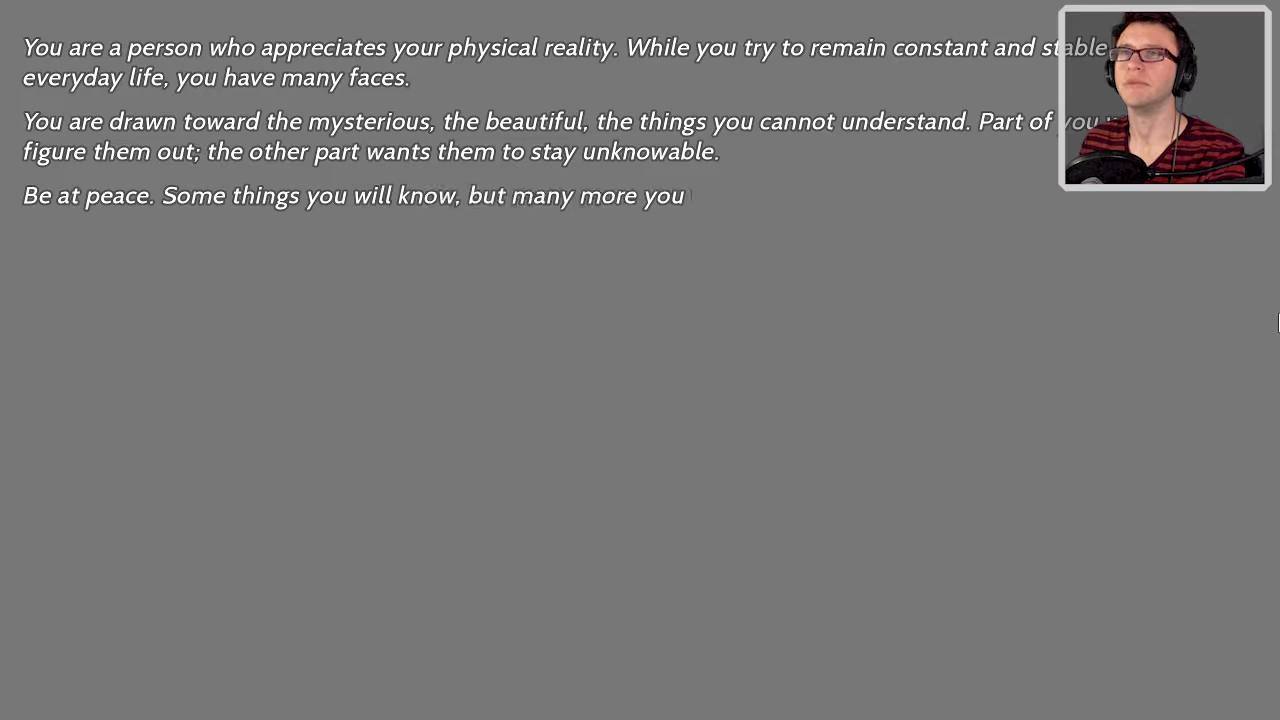 You are a person who appreciates your physical reality. While you try to remain constant and stable
everyday life, you have many faces.
You are drawn toward the mysterious, the beautiful, the things you cannot understand. Part of you
figure them out; the other part wants them to stay unknowable.
Be at peace. Some things you will know, but many more you